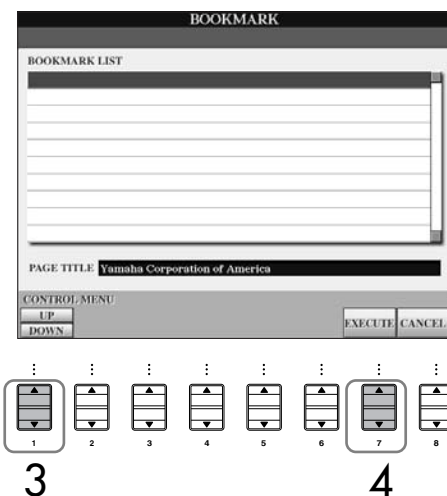 BOOKMARK
BOOKMARK LIST
PAGE TITLE Yamaha Corporation of America
CONTROL MENU
UP
DOWN
EXECUTE CANCEL
1 2 3 4 5 6 7 8
3 4